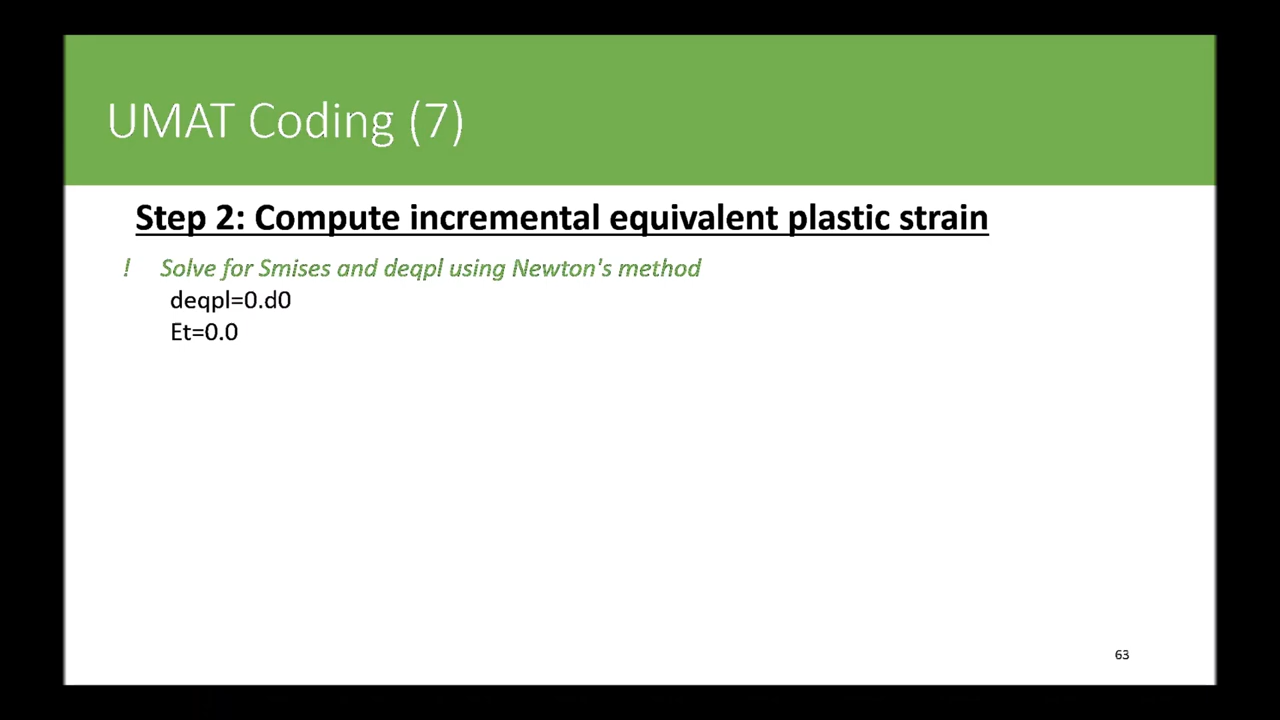 UMAT Coding (7)
Step 2: Compute incremental equivalent plastic strain
! Solve for Smises and deqpl using Newton's method
deqpl=0.d0
Et=0.0
63